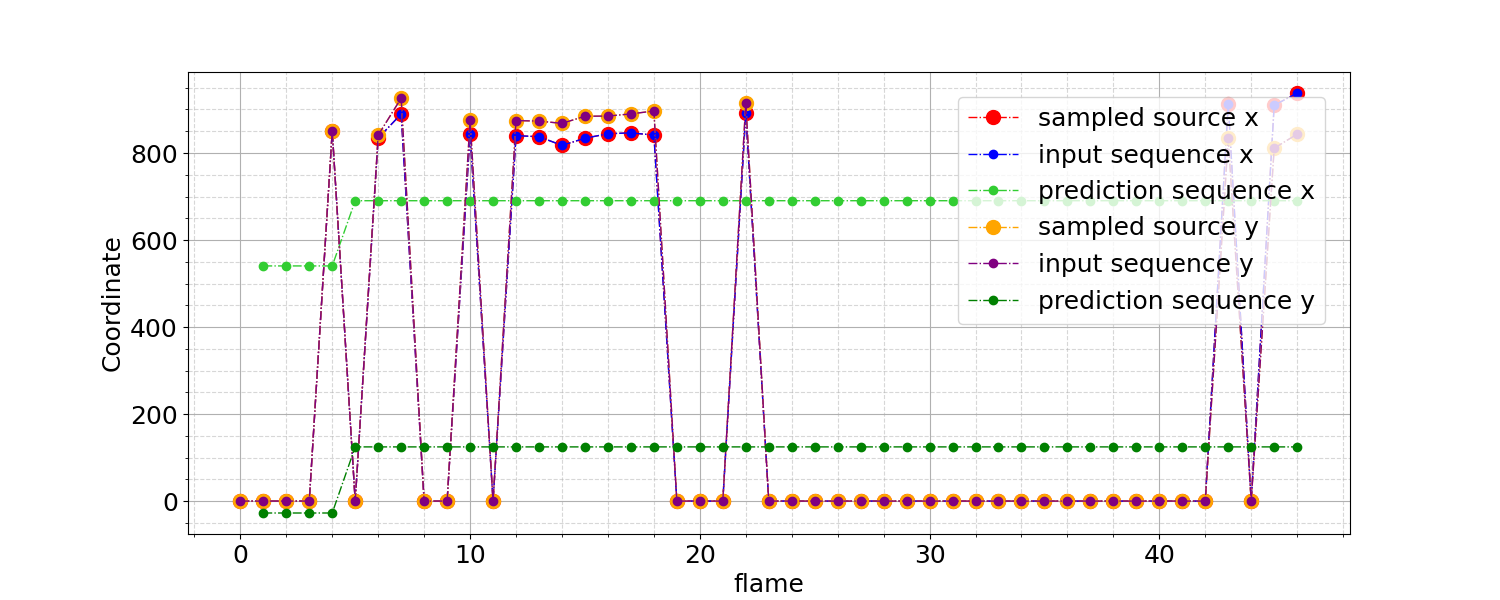 800
600
400
200
0
Coordinate
sampled source x
input sequence x
prediction sequence x
sampled source y
input sequence y
prediction sequence y
0 10 20 30 40
flame